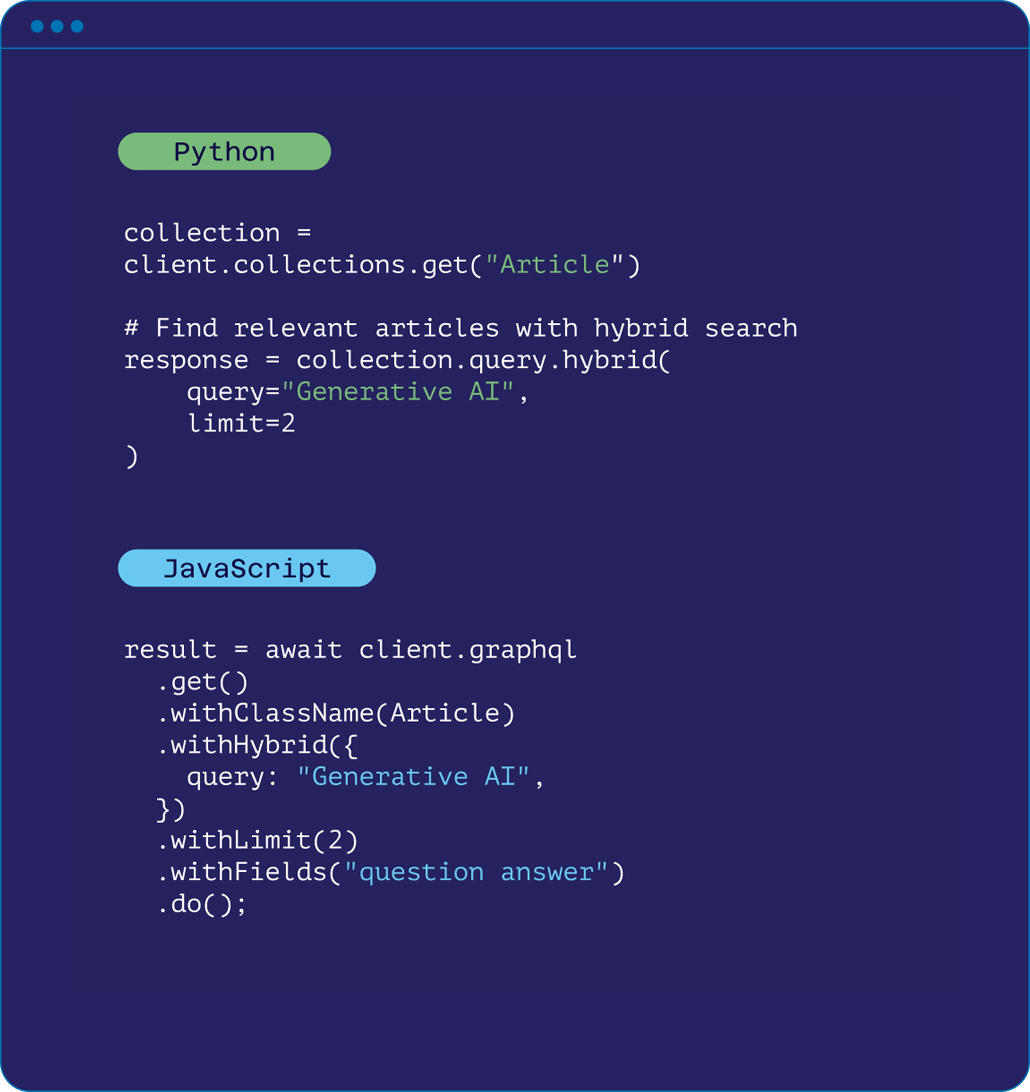 Python
collection =
client.collections.get("Article")
# Find relevant articles with hybrid search
response = collection.query.hybrid(
    query="Generative AI",
    limit=2
)
JavaScript
result = await client.graphql
  .get()
  .withClassName(Article)
  .withHybrid({
    query: "Generative AI",
  })
  .withLimit(2)
  .withFields("question answer")
  .do();